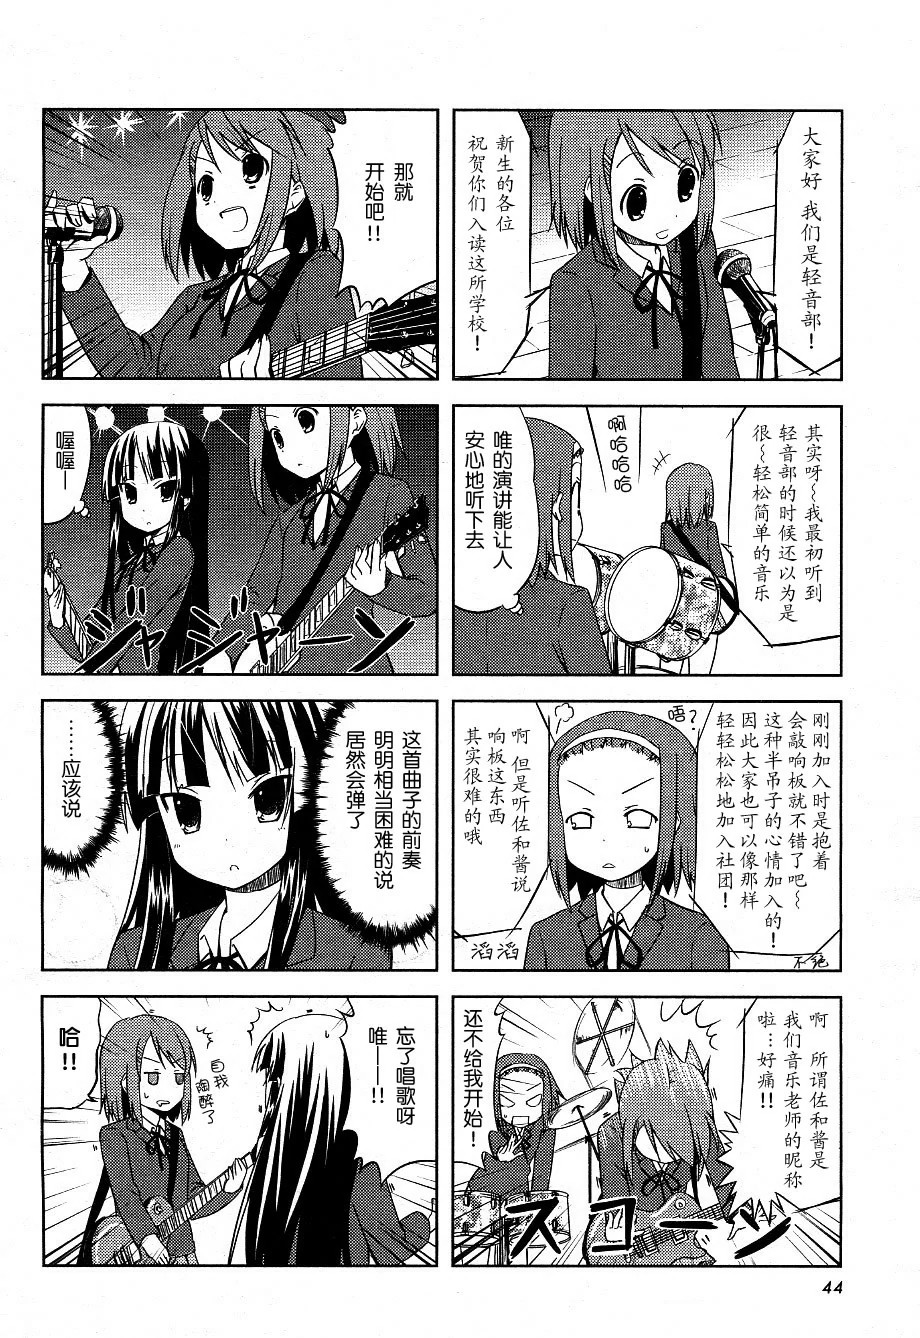 大家好 我们是轻音部！
新生的各位
祝贺你们入读这所学校！
其实呀～我最初听到
轻音部的时候还以为是
很～轻松简单的音乐
啊哈哈哈
唯的演讲能让人
安心地听下去
刚刚加入时是抱着
会敲响板就不错了吧～
这种半吊子的心情加入的！
因此大家也可以像那样
轻轻松松地加入社团！
唔？
啊 但是听佐和酱说
响板这东西
其实很难的哦
滔滔
不绝
啊 所谓佐和酱是
我们音乐老师的昵称
啦…好痛！！
还不给我开始！
スコーン
那就
开始吧！！
喔喔—
ジャジャーン
这首曲子的前奏
明明相当困难的说
居然会弹了
……应该说
忘了唱歌呀
唯——！！
自我
陶醉了
哈！！
44